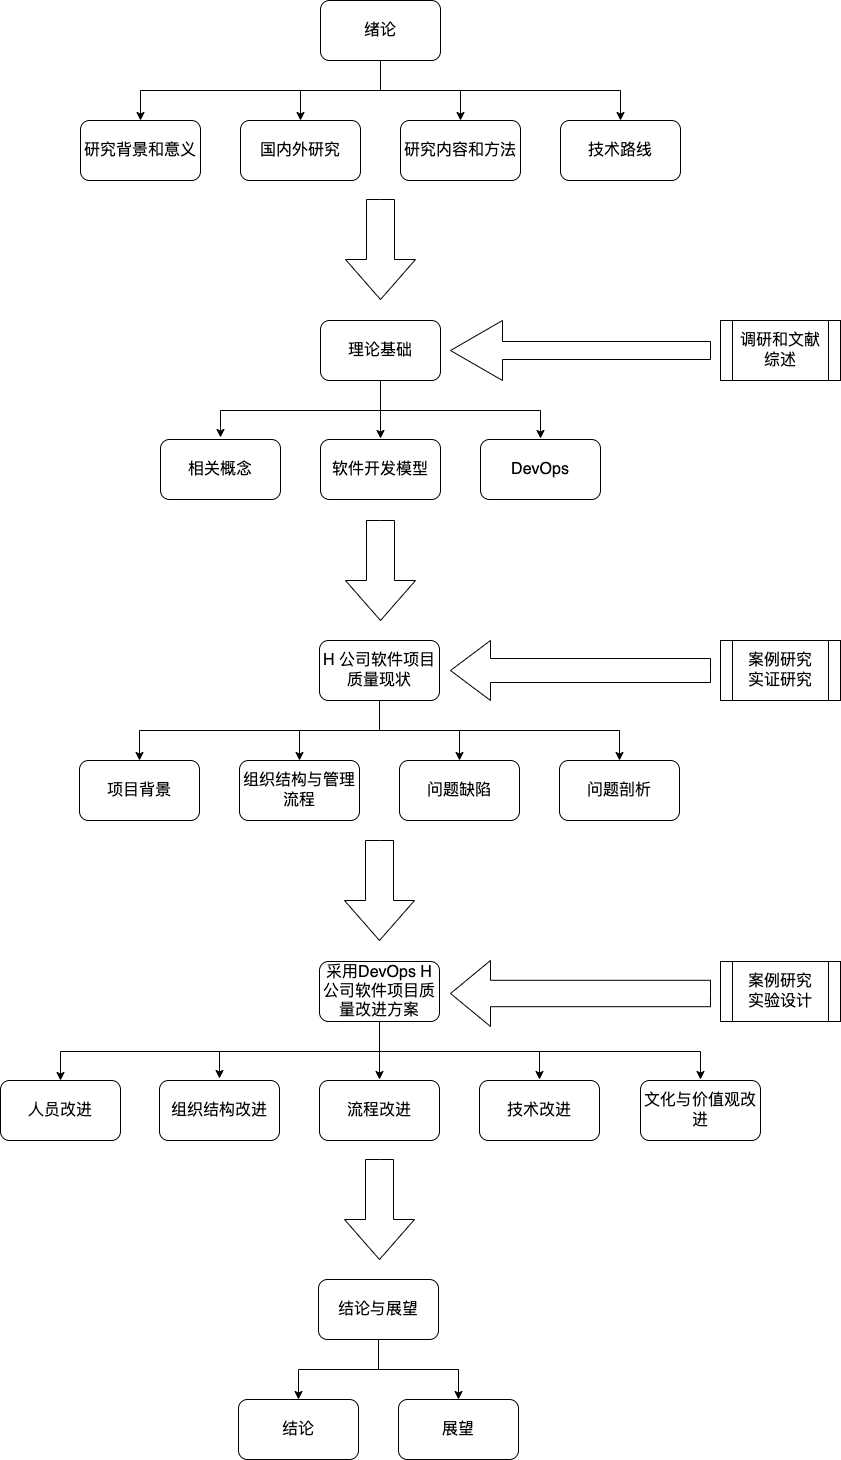 绪论
研究背景和意义
国内外研究
研究内容和方法
技术路线
理论基础
调研和文献
综述
相关概念
软件开发模型
DevOps
H 公司软件项目
质量现状
案例研究
实证研究
项目背景
组织结构与管理
流程
问题缺陷
问题剖析
采用DevOps H
公司软件项目质
量改进方案
案例研究
实验设计
人员改进
组织结构改进
流程改进
技术改进
文化与价值观改
进
结论与展望
结论
展望